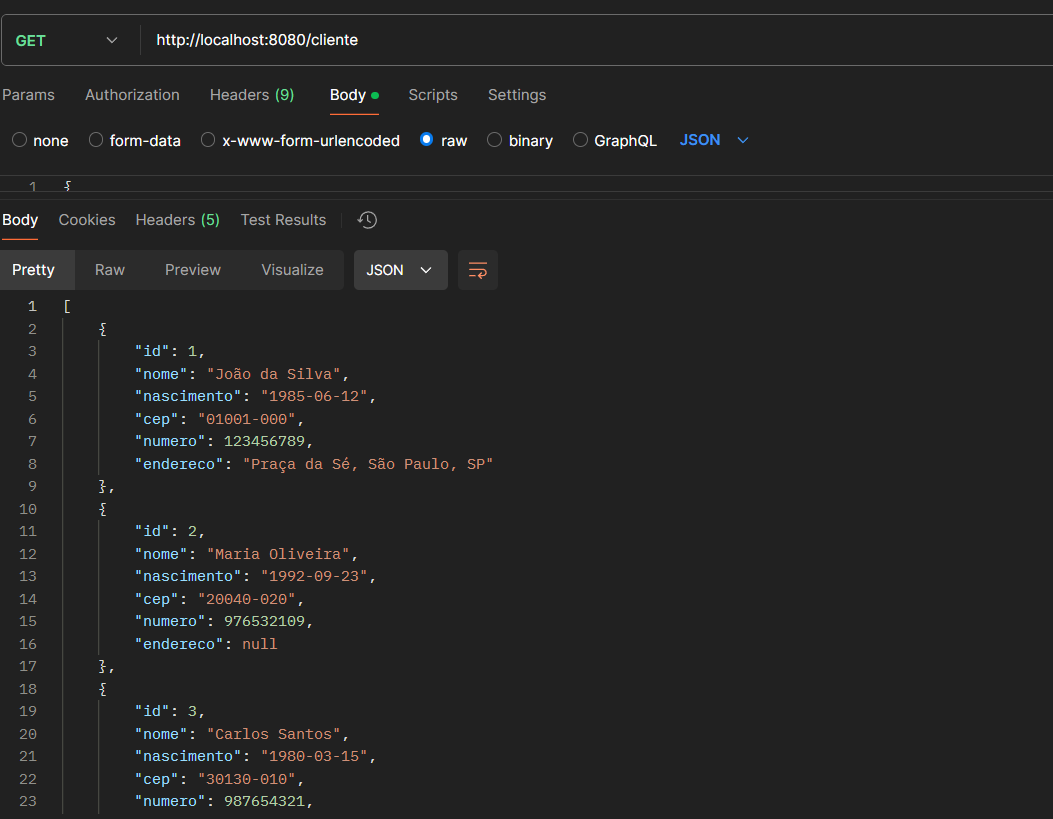 GET http://localhost:8080/cliente
Params Authorization Headers (9) Body Scripts Settings
none form-data x-www-form-urlencoded raw binary GraphQL JSON
1 {
Body Cookies Headers (5) Test Results
Pretty Raw Preview Visualize JSON
1 [
2 {
3 "id": 1,
4 "nome": "João da Silva",
5 "nascimento": "1985-06-12",
6 "cep": "01001-000",
7 "numero": 123456789,
8 "endereco": "Praça da Sé, São Paulo, SP"
9 },
10 {
11 "id": 2,
12 "nome": "Maria Oliveira",
13 "nascimento": "1992-09-23",
14 "cep": "20040-020",
15 "numero": 976532109,
16 "endereco": null
17 },
18 {
19 "id": 3,
20 "nome": "Carlos Santos",
21 "nascimento": "1980-03-15",
22 "cep": "30130-010",
23 "numero": 987654321,